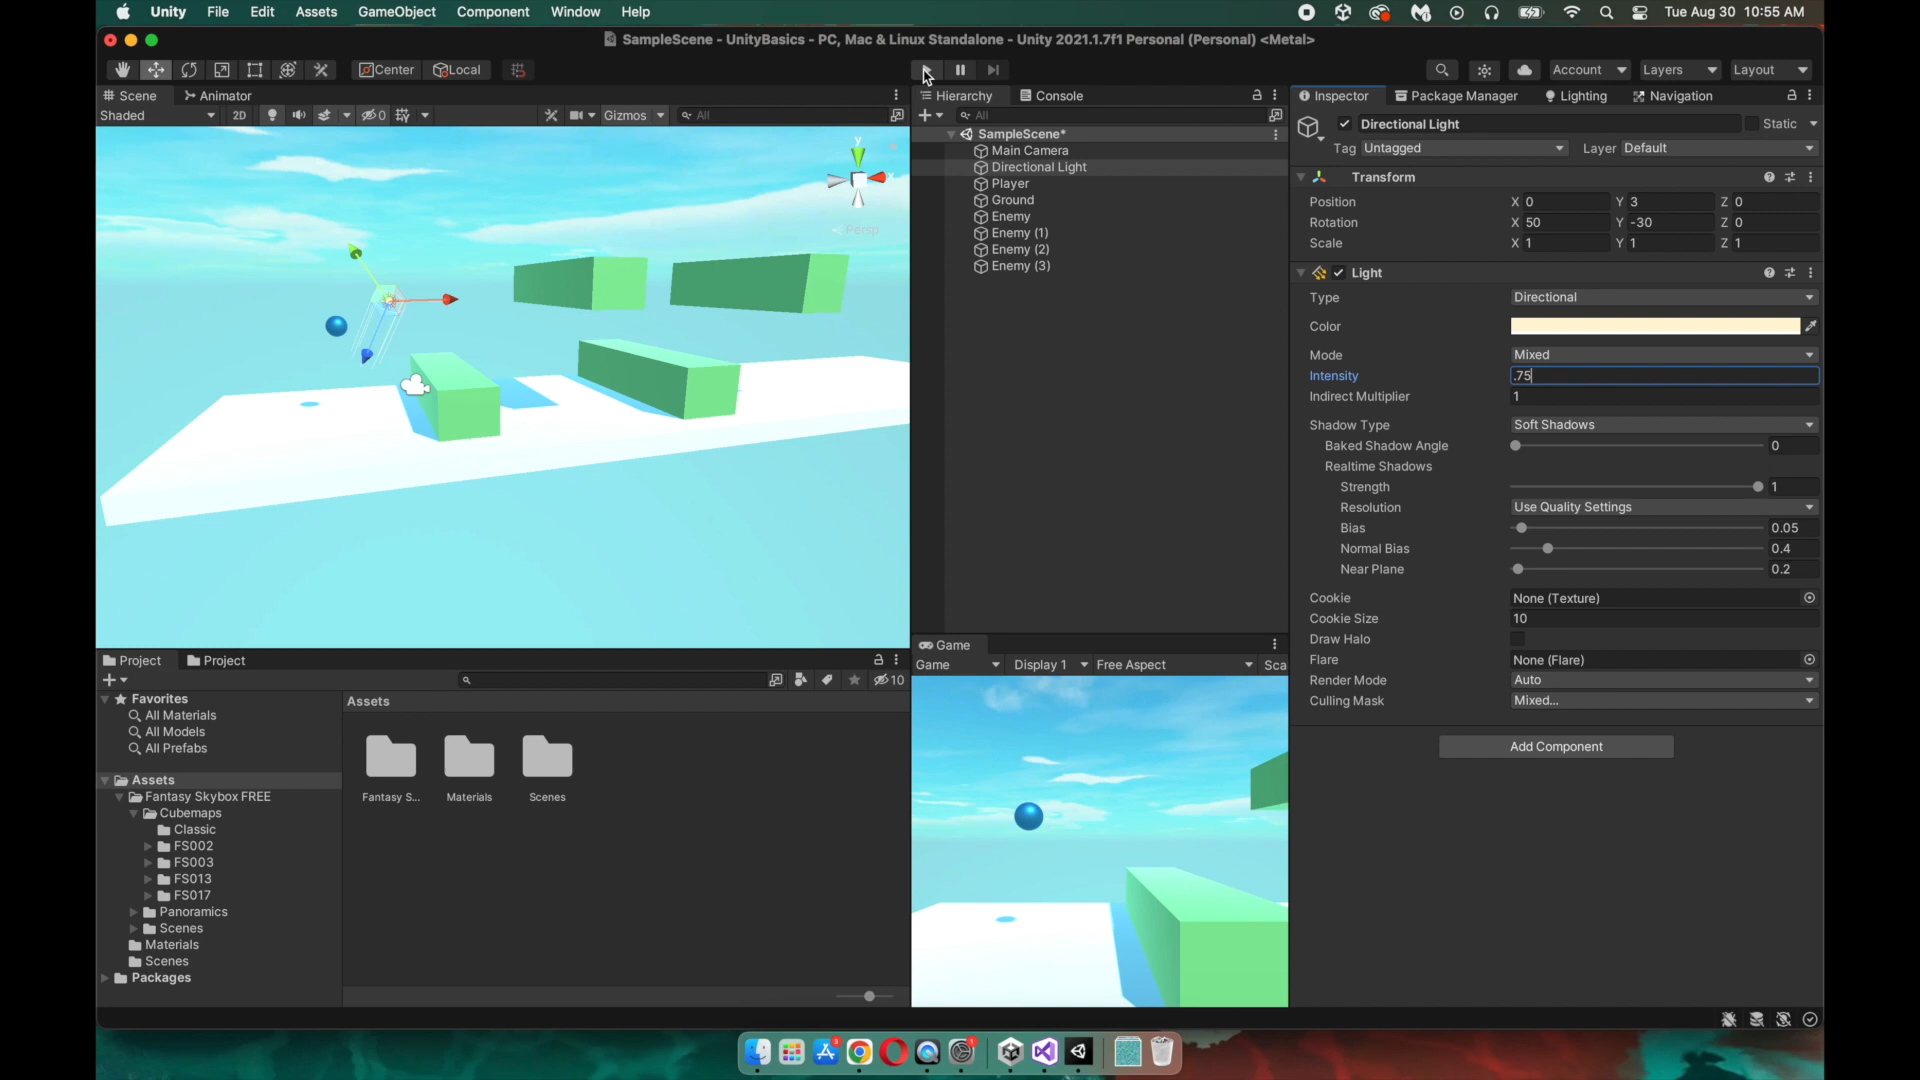 Unity File Edit Assets GameObject Component Window Help Tue Aug 30 10:55 AM
SampleScene - UnityBasics - PC, Mac & Linux Standalone - Unity 2021.1.7f1 Personal (Personal) <Metal>
Center Local Account Layers Layout
Scene Animator
Shaded 2D 0 Gizmos All
y
x
< Persp
Hierarchy Console
All
SampleScene*
Main Camera
Directional Light
Player
Ground
Enemy
Enemy (1)
Enemy (2)
Enemy (3)
Game
Game Display 1 Free Aspect Sca
Inspector Package Manager Lighting Navigation
Directional Light Static
Tag Untagged Layer Default
Transform
Position X 0 Y 3 Z 0
Rotation X 50 Y -30 Z 0
Scale X 1 Y 1 Z 1
Light
Type Directional
Color
Mode Mixed
Intensity .75
Indirect Multiplier 1
Shadow Type Soft Shadows
Baked Shadow Angle 0
Realtime Shadows
Strength 1
Resolution Use Quality Settings
Bias 0.05
Normal Bias 0.4
Near Plane 0.2
Cookie None (Texture)
Cookie Size 10
Draw Halo
Flare None (Flare)
Render Mode Auto
Culling Mask Mixed...
Add Component
Project Project
10
Favorites
All Materials
All Models
All Prefabs
Assets
Fantasy Skybox FREE
Cubemaps
Classic
FS002
FS003
FS013
FS017
Panoramics
Scenes
Materials
Scenes
Packages
Assets
Fantasy S... Materials Scenes
3 1